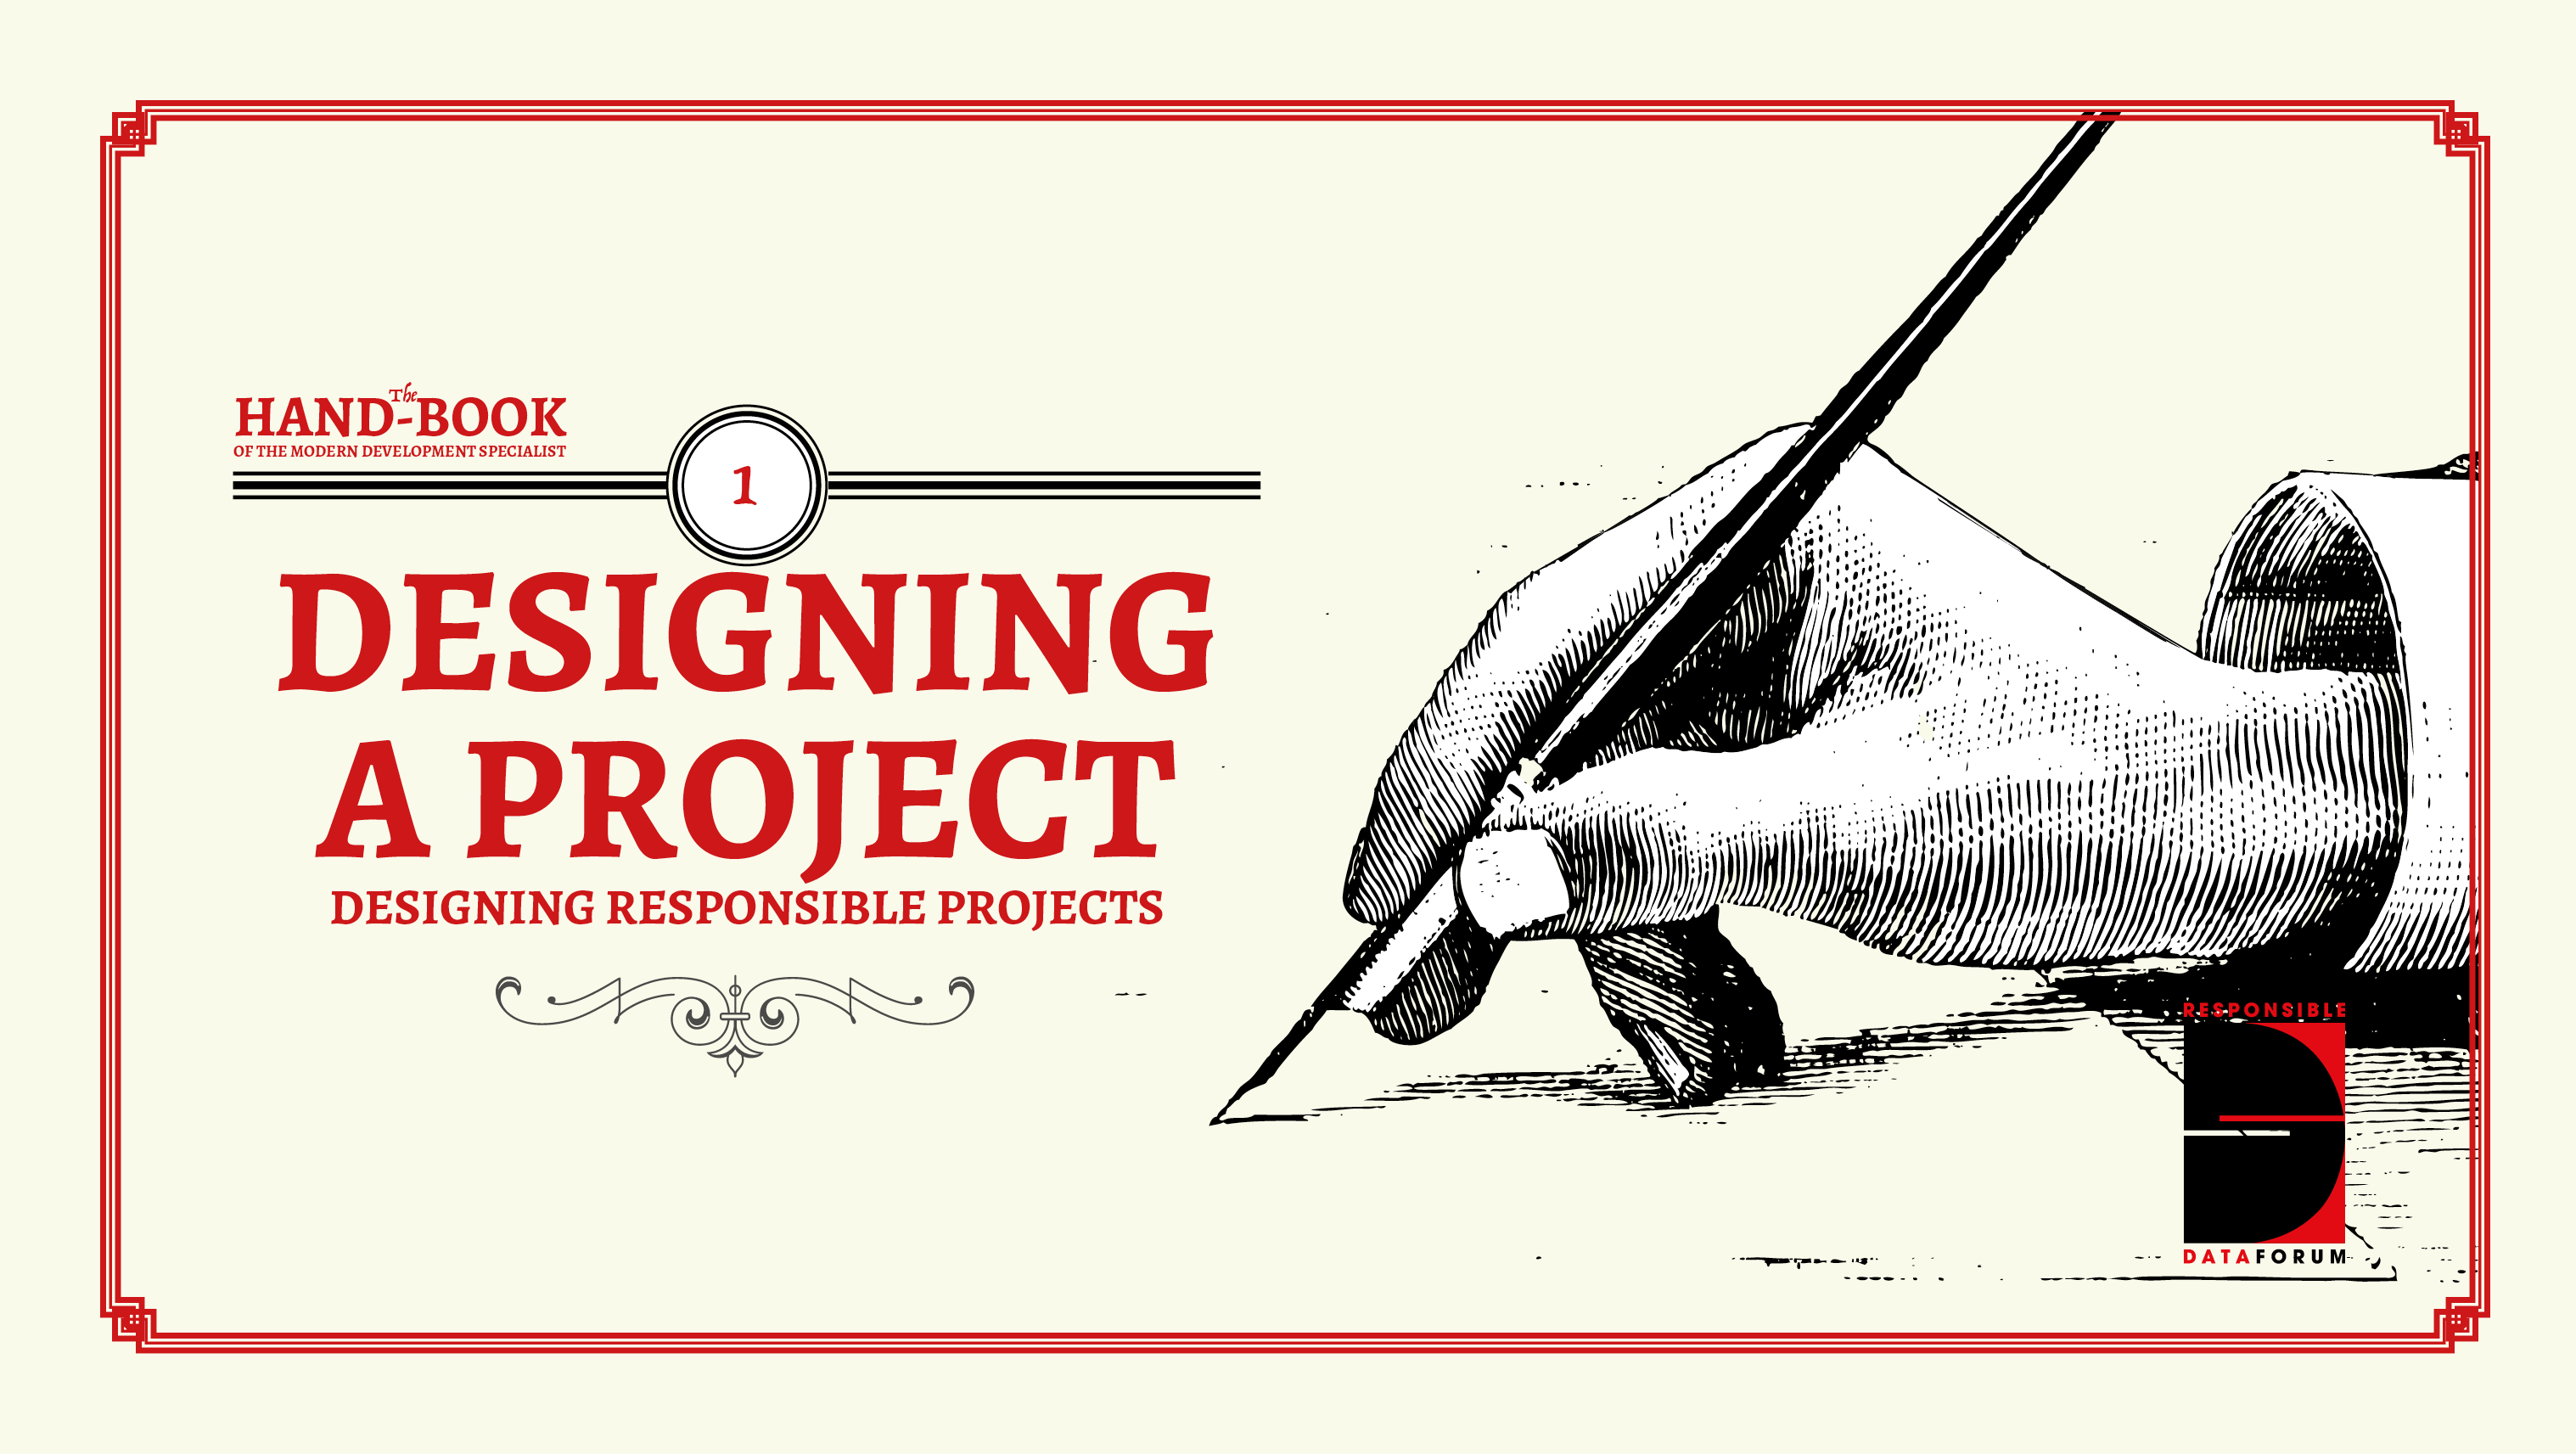 The
HAND-BOOK
OF THE MODERN DEVELOPMENT SPECIALIST
1
DESIGNING
A PROJECT
DESIGNING RESPONSIBLE PROJECTS
RESPONSIBLE
DATAFORUM